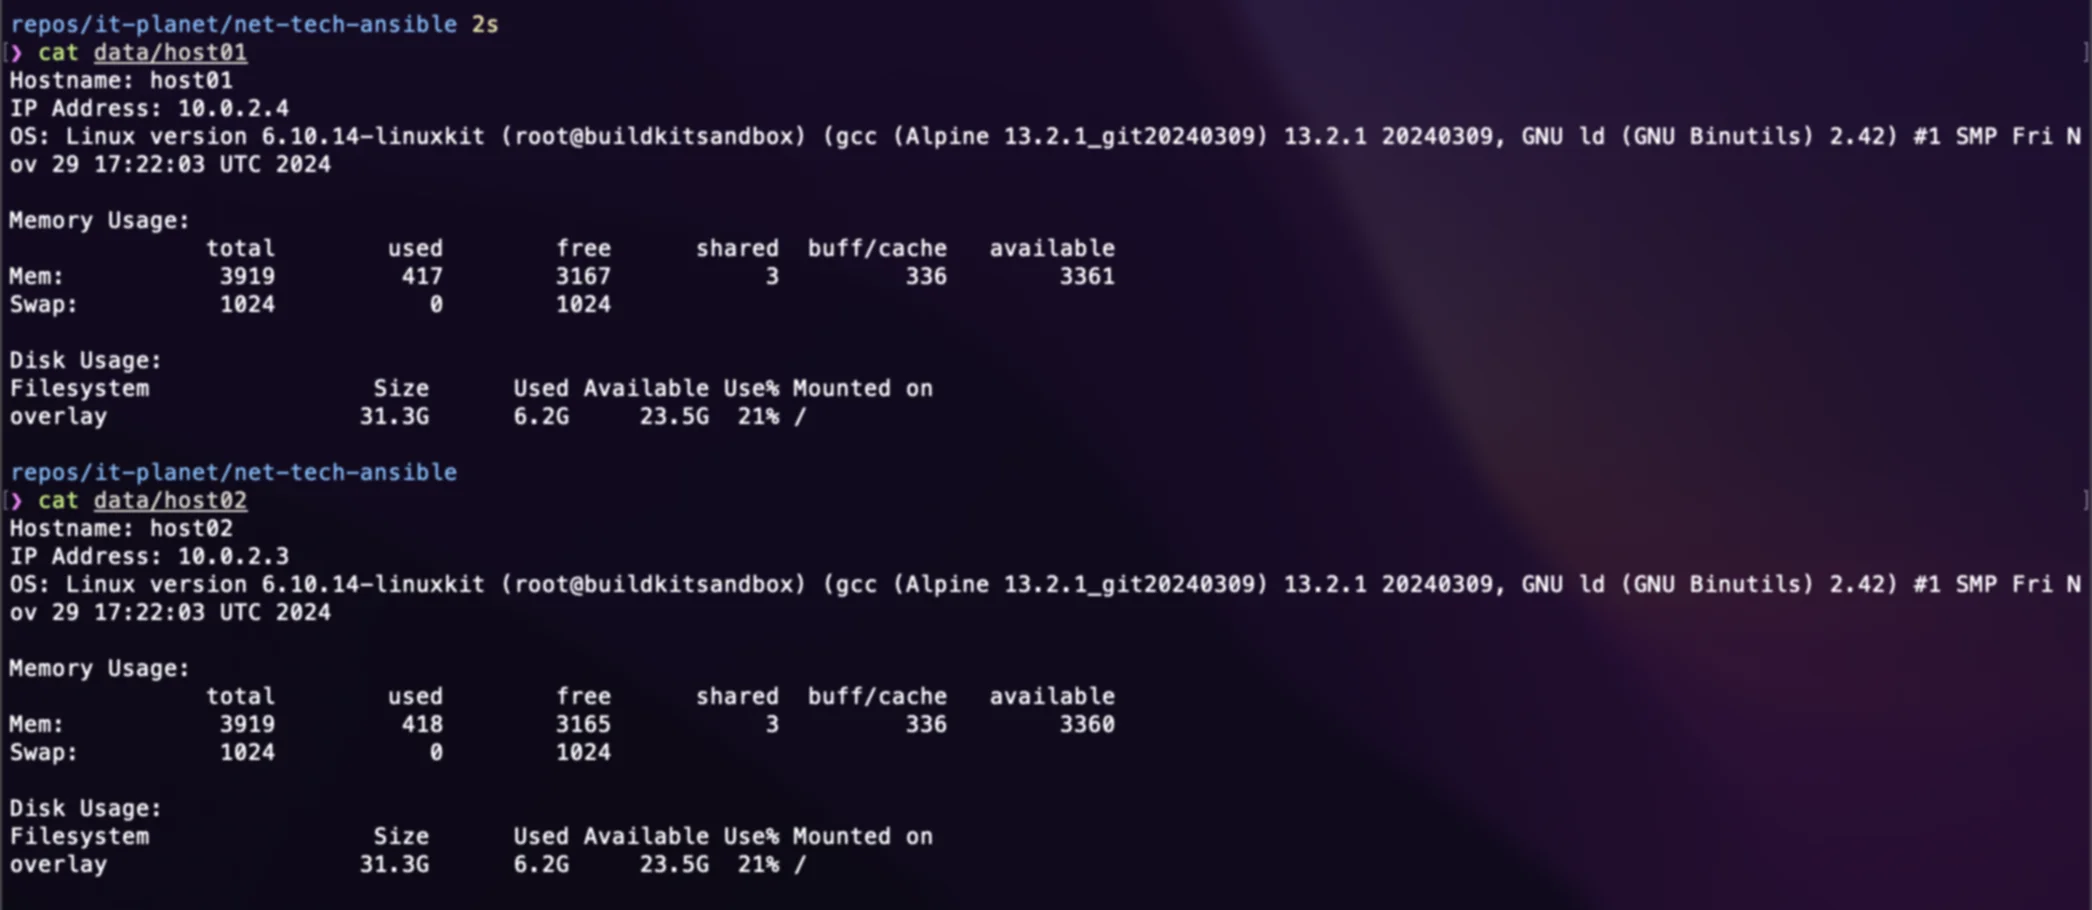 repos/it-planet/net-tech-ansible 2s
[❯ cat data/host01 ]
Hostname: host01
IP Address: 10.0.2.4
OS: Linux version 6.10.14-linuxkit (root@buildkitsandbox) (gcc (Alpine 13.2.1_git20240309) 13.2.1 20240309, GNU ld (GNU Binutils) 2.42) #1 SMP Fri N
ov 29 17:22:03 UTC 2024
Memory Usage:
total used free shared buff/cache available
Mem: 3919 417 3167 3 336 3361
Swap: 1024 0 1024
Disk Usage:
Filesystem Size Used Available Use% Mounted on
overlay 31.3G 6.2G 23.5G 21% /
repos/it-planet/net-tech-ansible
[❯ cat data/host02 ]
Hostname: host02
IP Address: 10.0.2.3
OS: Linux version 6.10.14-linuxkit (root@buildkitsandbox) (gcc (Alpine 13.2.1_git20240309) 13.2.1 20240309, GNU ld (GNU Binutils) 2.42) #1 SMP Fri N
ov 29 17:22:03 UTC 2024
Memory Usage:
total used free shared buff/cache available
Mem: 3919 418 3165 3 336 3360
Swap: 1024 0 1024
Disk Usage:
Filesystem Size Used Available Use% Mounted on
overlay 31.3G 6.2G 23.5G 21% /